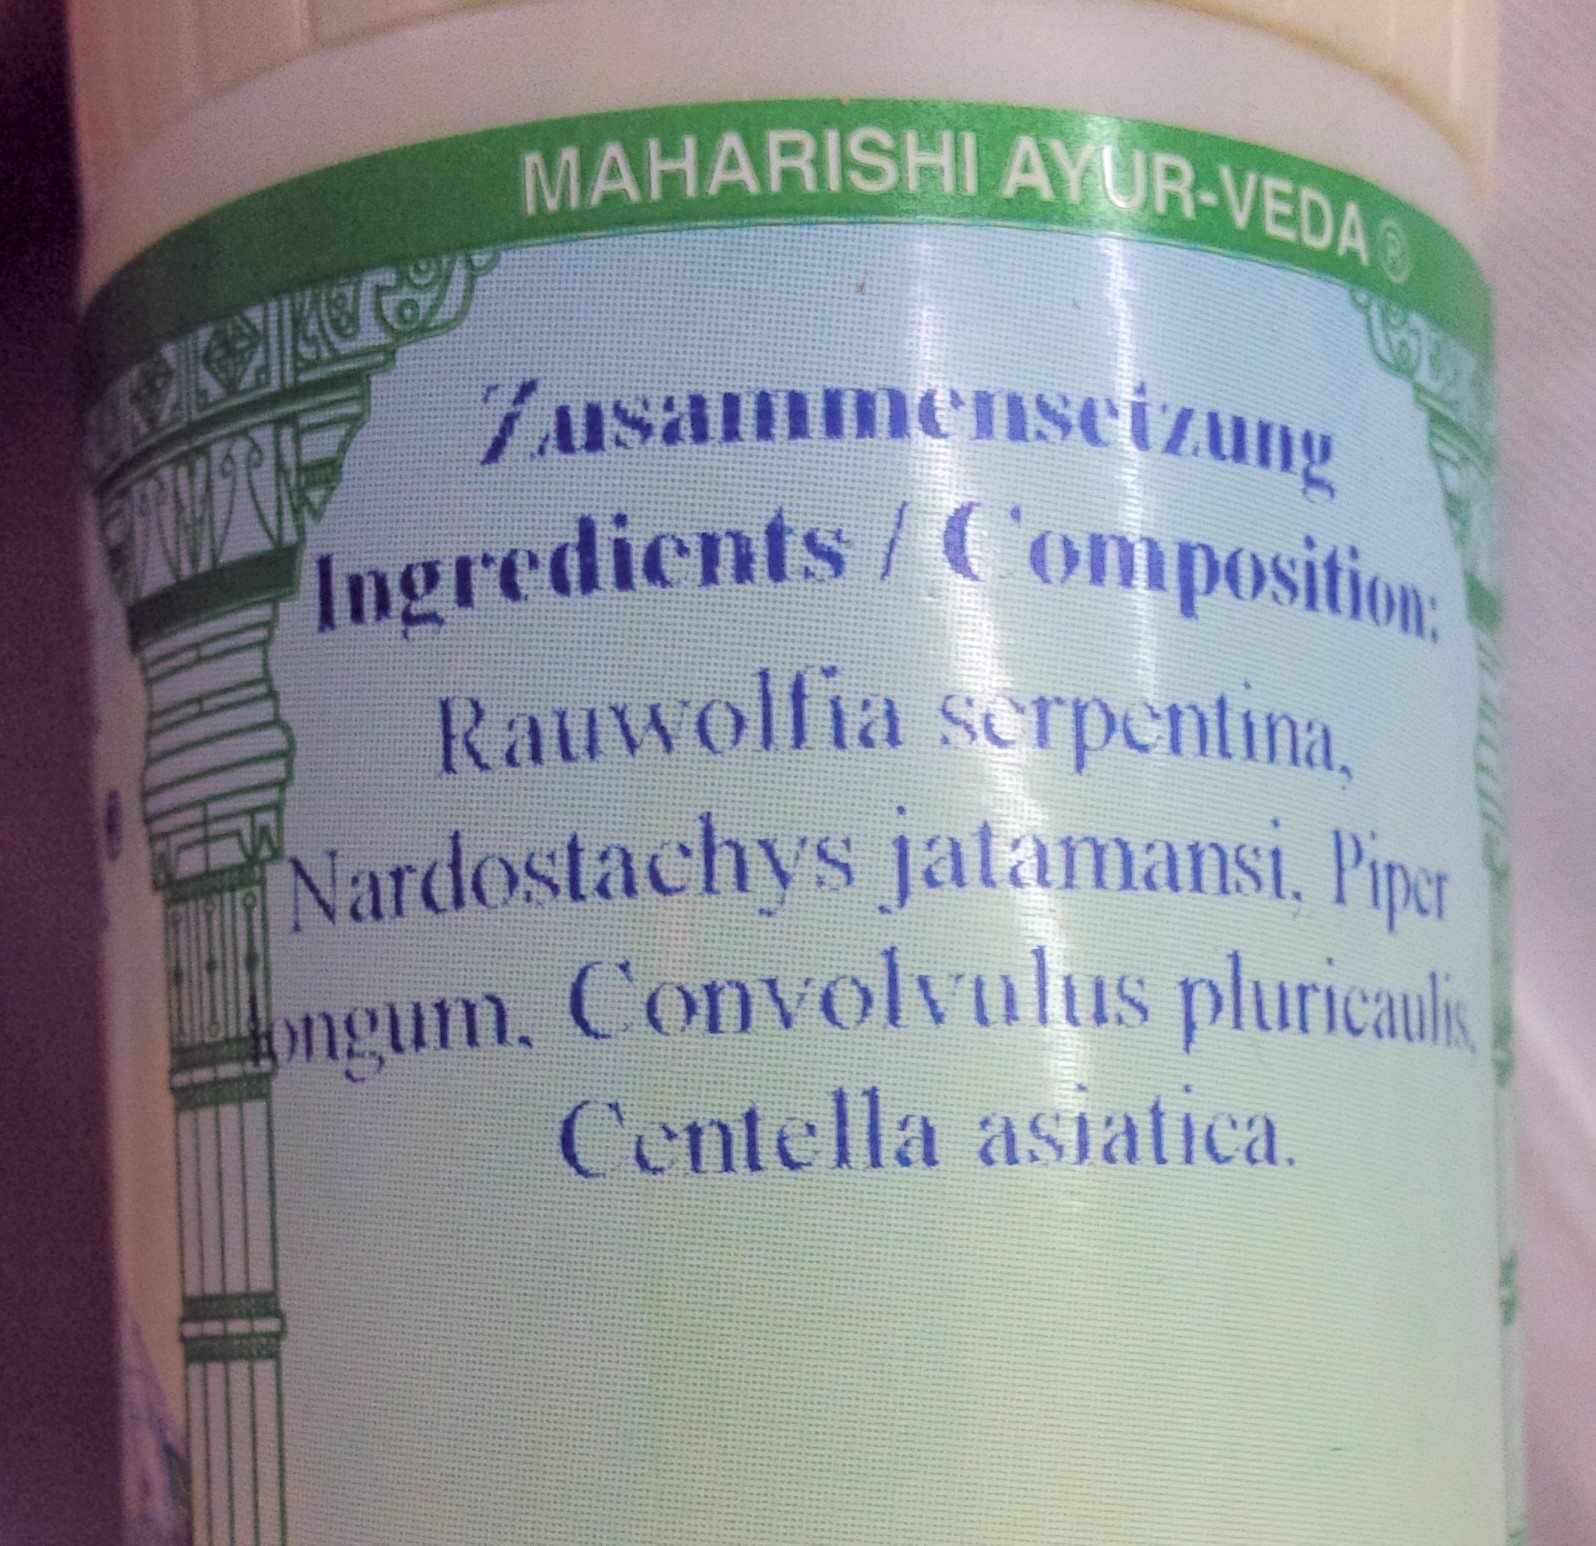 MAHARISHI AYUR-VEDA®
Zusammensetzung
Ingredients / Composition:
Rauwolfia serpentina,
Nardostachys jatamansi, Piper
longum, Convolvulus pluricaulis,
Centella asiatica.